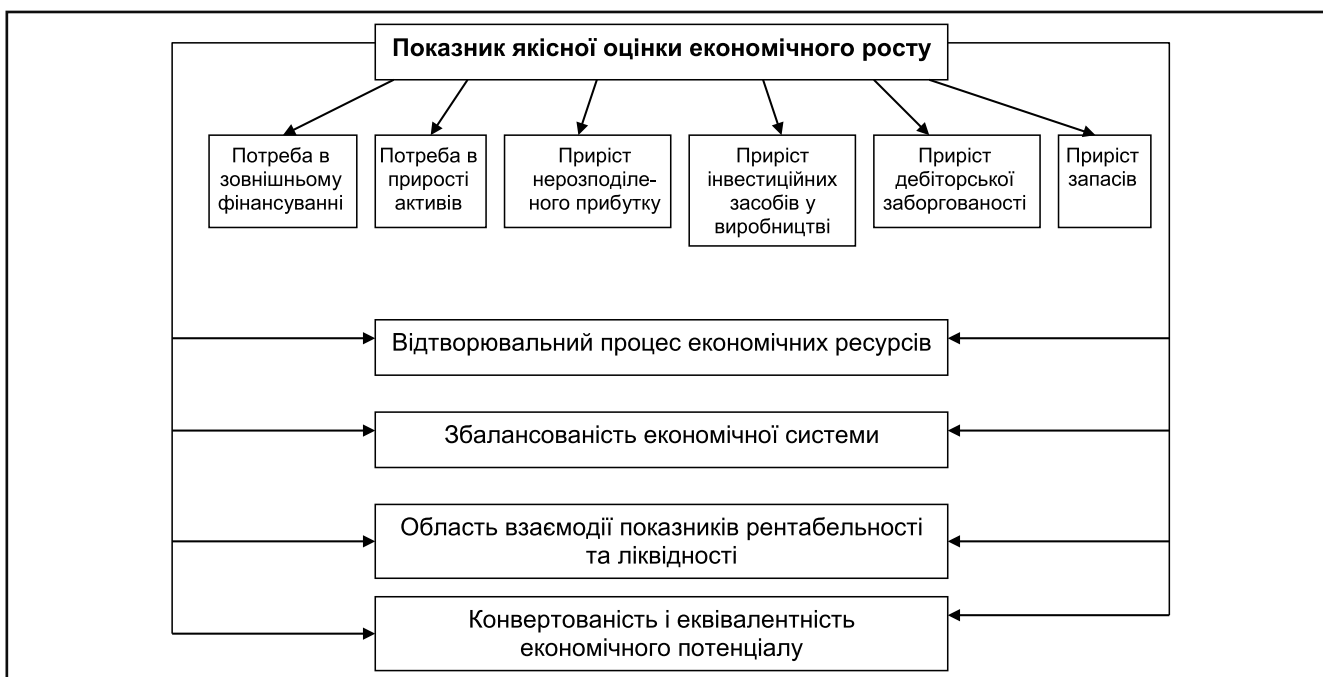 Показник якісної оцінки економічного росту
Потреба в
зовнішньому
фінансуванні
Потреба в
прирості
активів
Приріст
нерозподіле-
ного прибутку
Приріст
інвестиційних
засобів у
виробництві
Приріст
дебіторської
заборгованості
Приріст
запасів
Відтворювальний процес економічних ресурсів
Збалансованість економічної системи
Область взаємодії показників рентабельності
та ліквідності
Конвертованість і еквівалентність
економічного потенціалу